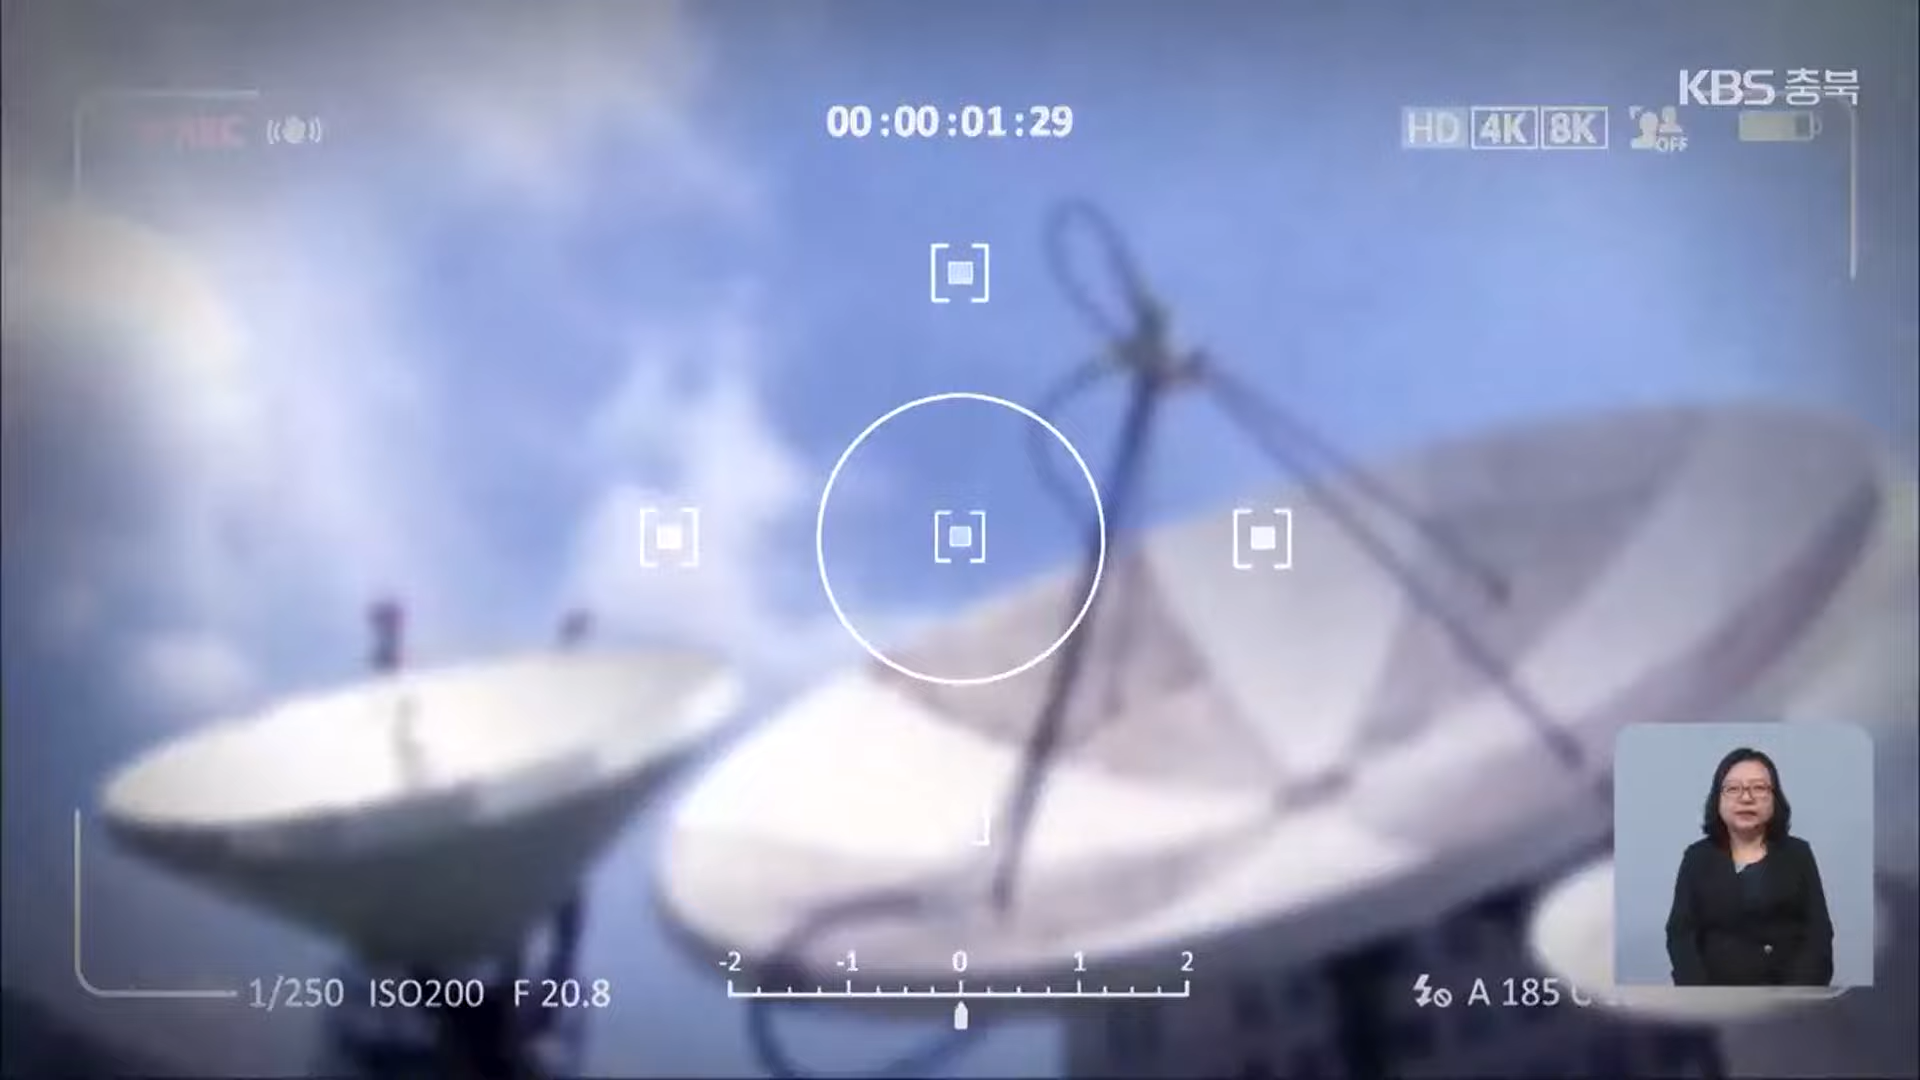 KBS 충북
REC
00:00:01:29
HD 4K 8K
OFF
-2 -1 0 1 2
1/250 ISO200 F 20.8
A 185